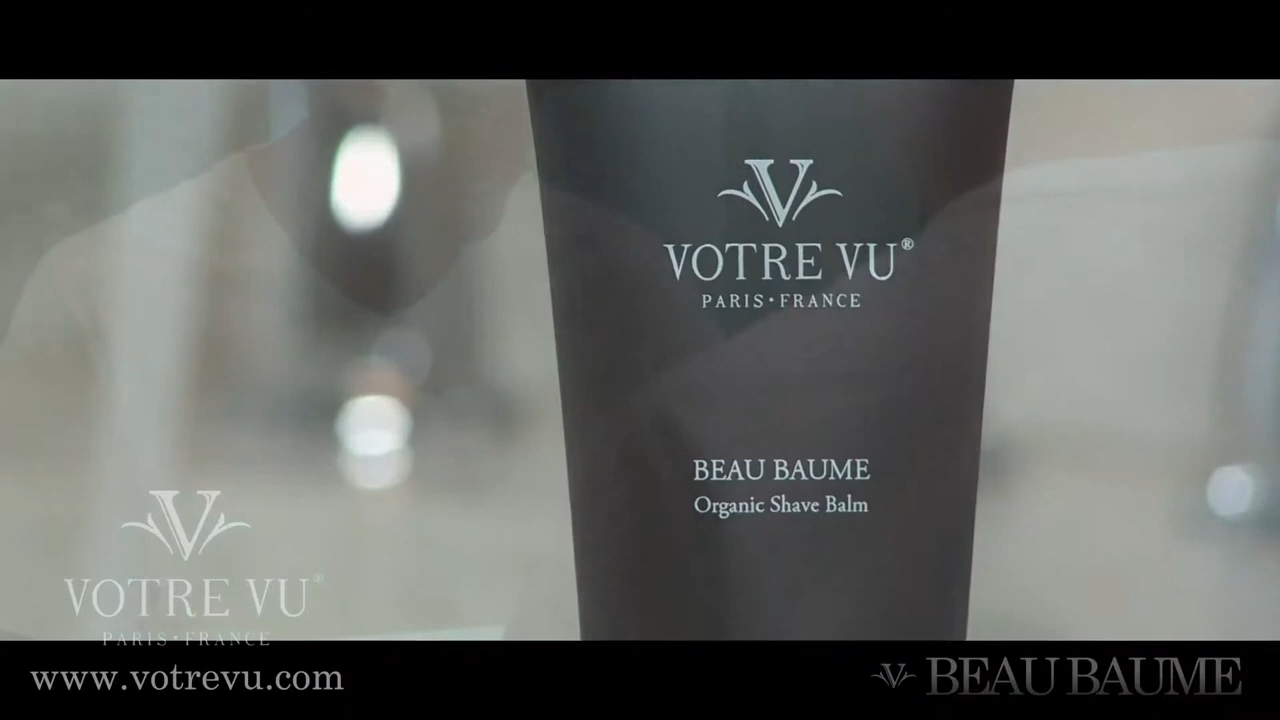 V
VOTRE VU®
PARIS • FRANCE
BEAU BAUME
Organic Shave Balm
V
VOTRE VU®
PARIS • FRANCE
www.votrevu.com
V BEAU BAUME